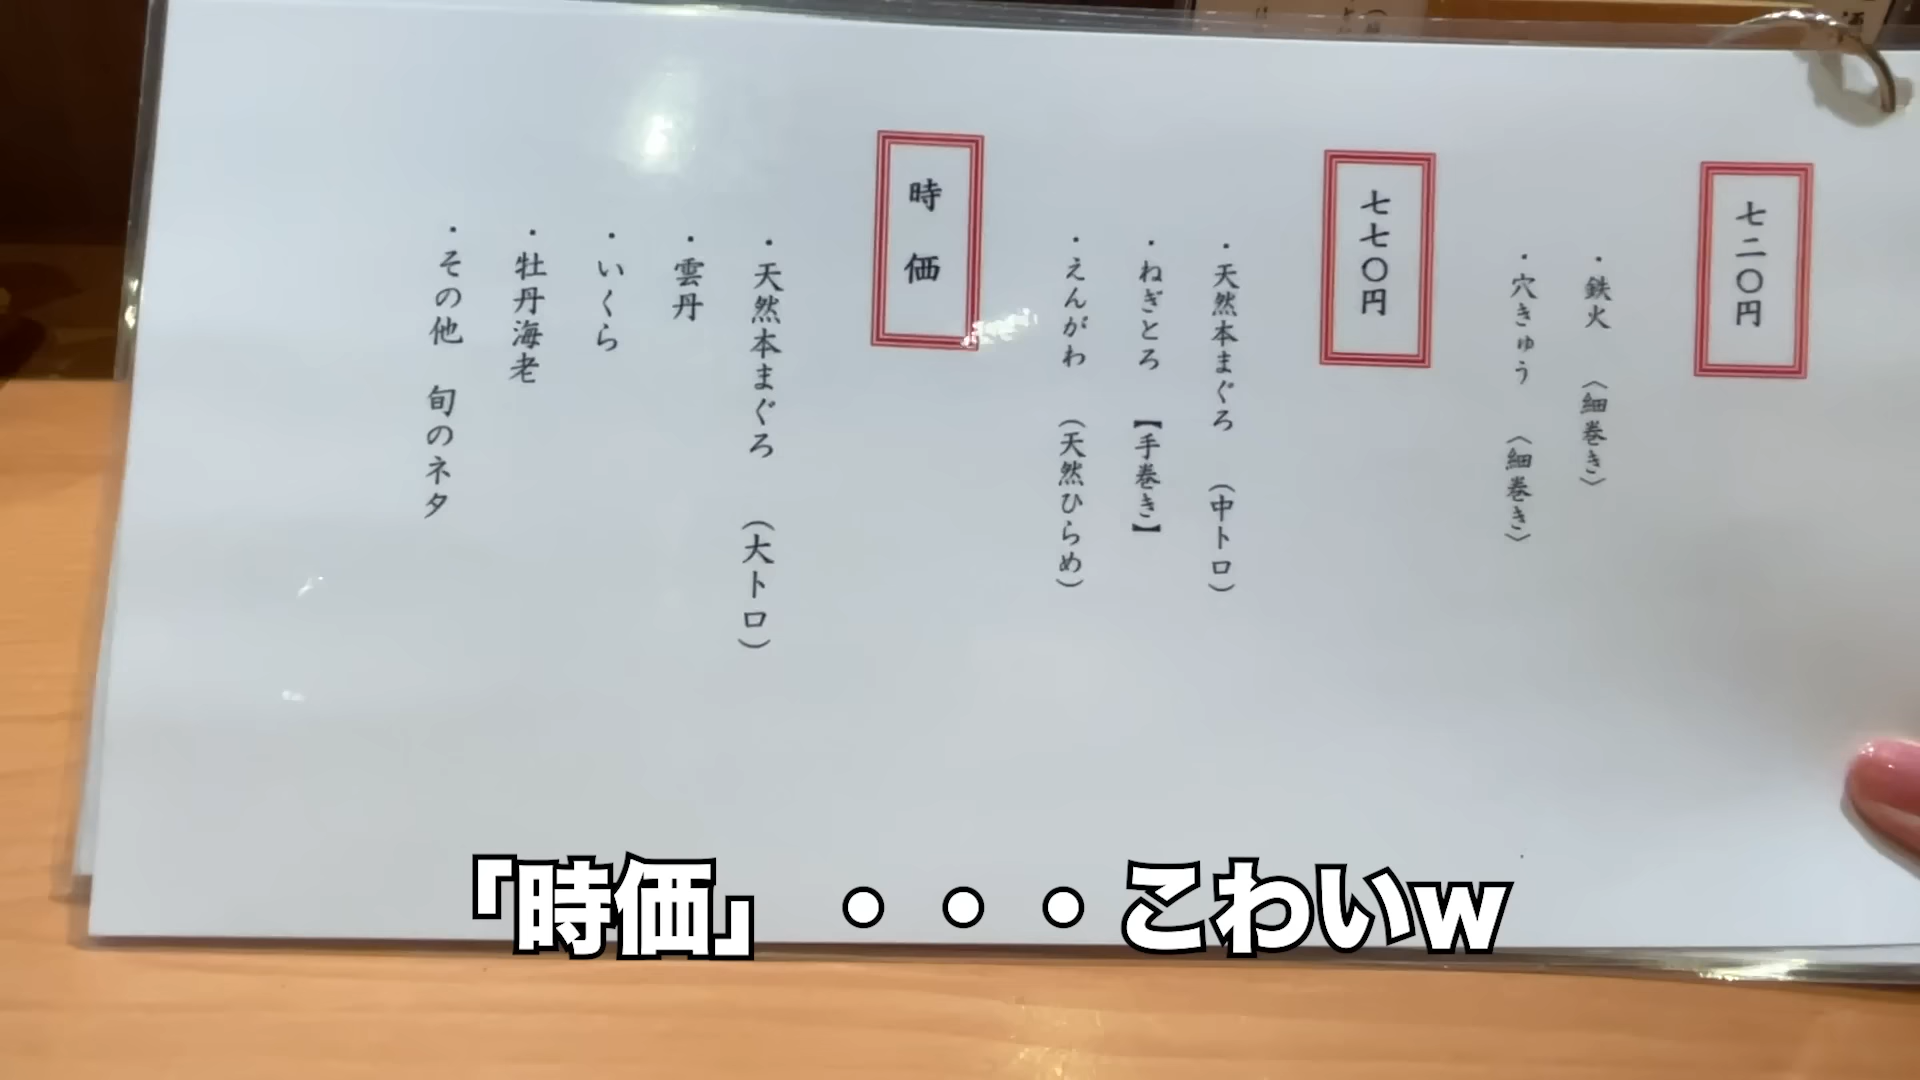 七二〇円
・鉄火 〈細巻き〉
・穴きゅう 〈細巻き〉
七七〇円
・天然本まぐろ (中トロ)
・ねぎとろ 【手巻き】
・えんがわ (天然ひらめ)
時価
・天然本まぐろ (大トロ)
・雲丹
・いくら
・牡丹海老
・その他 旬のネタ
「時価」・・・こわいw